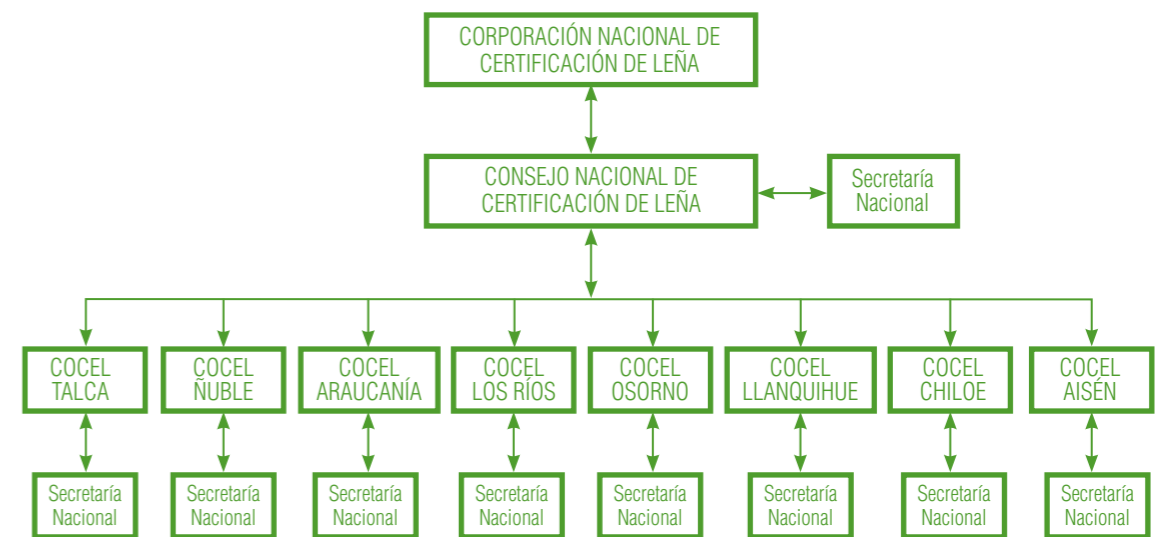 CORPORACIÓN NACIONAL DE
CERTIFICACIÓN DE LEÑA
CONSEJO NACIONAL DE
CERTIFICACIÓN DE LEÑA
Secretaría
Nacional
COCEL
TALCA
COCEL
ÑUBLE
COCEL
ARAUCANÍA
COCEL
LOS RÍOS
COCEL
OSORNO
COCEL
LLANQUIHUE
COCEL
CHILOE
COCEL
AISÉN
Secretaría
Nacional
Secretaría
Nacional
Secretaría
Nacional
Secretaría
Nacional
Secretaría
Nacional
Secretaría
Nacional
Secretaría
Nacional
Secretaría
Nacional